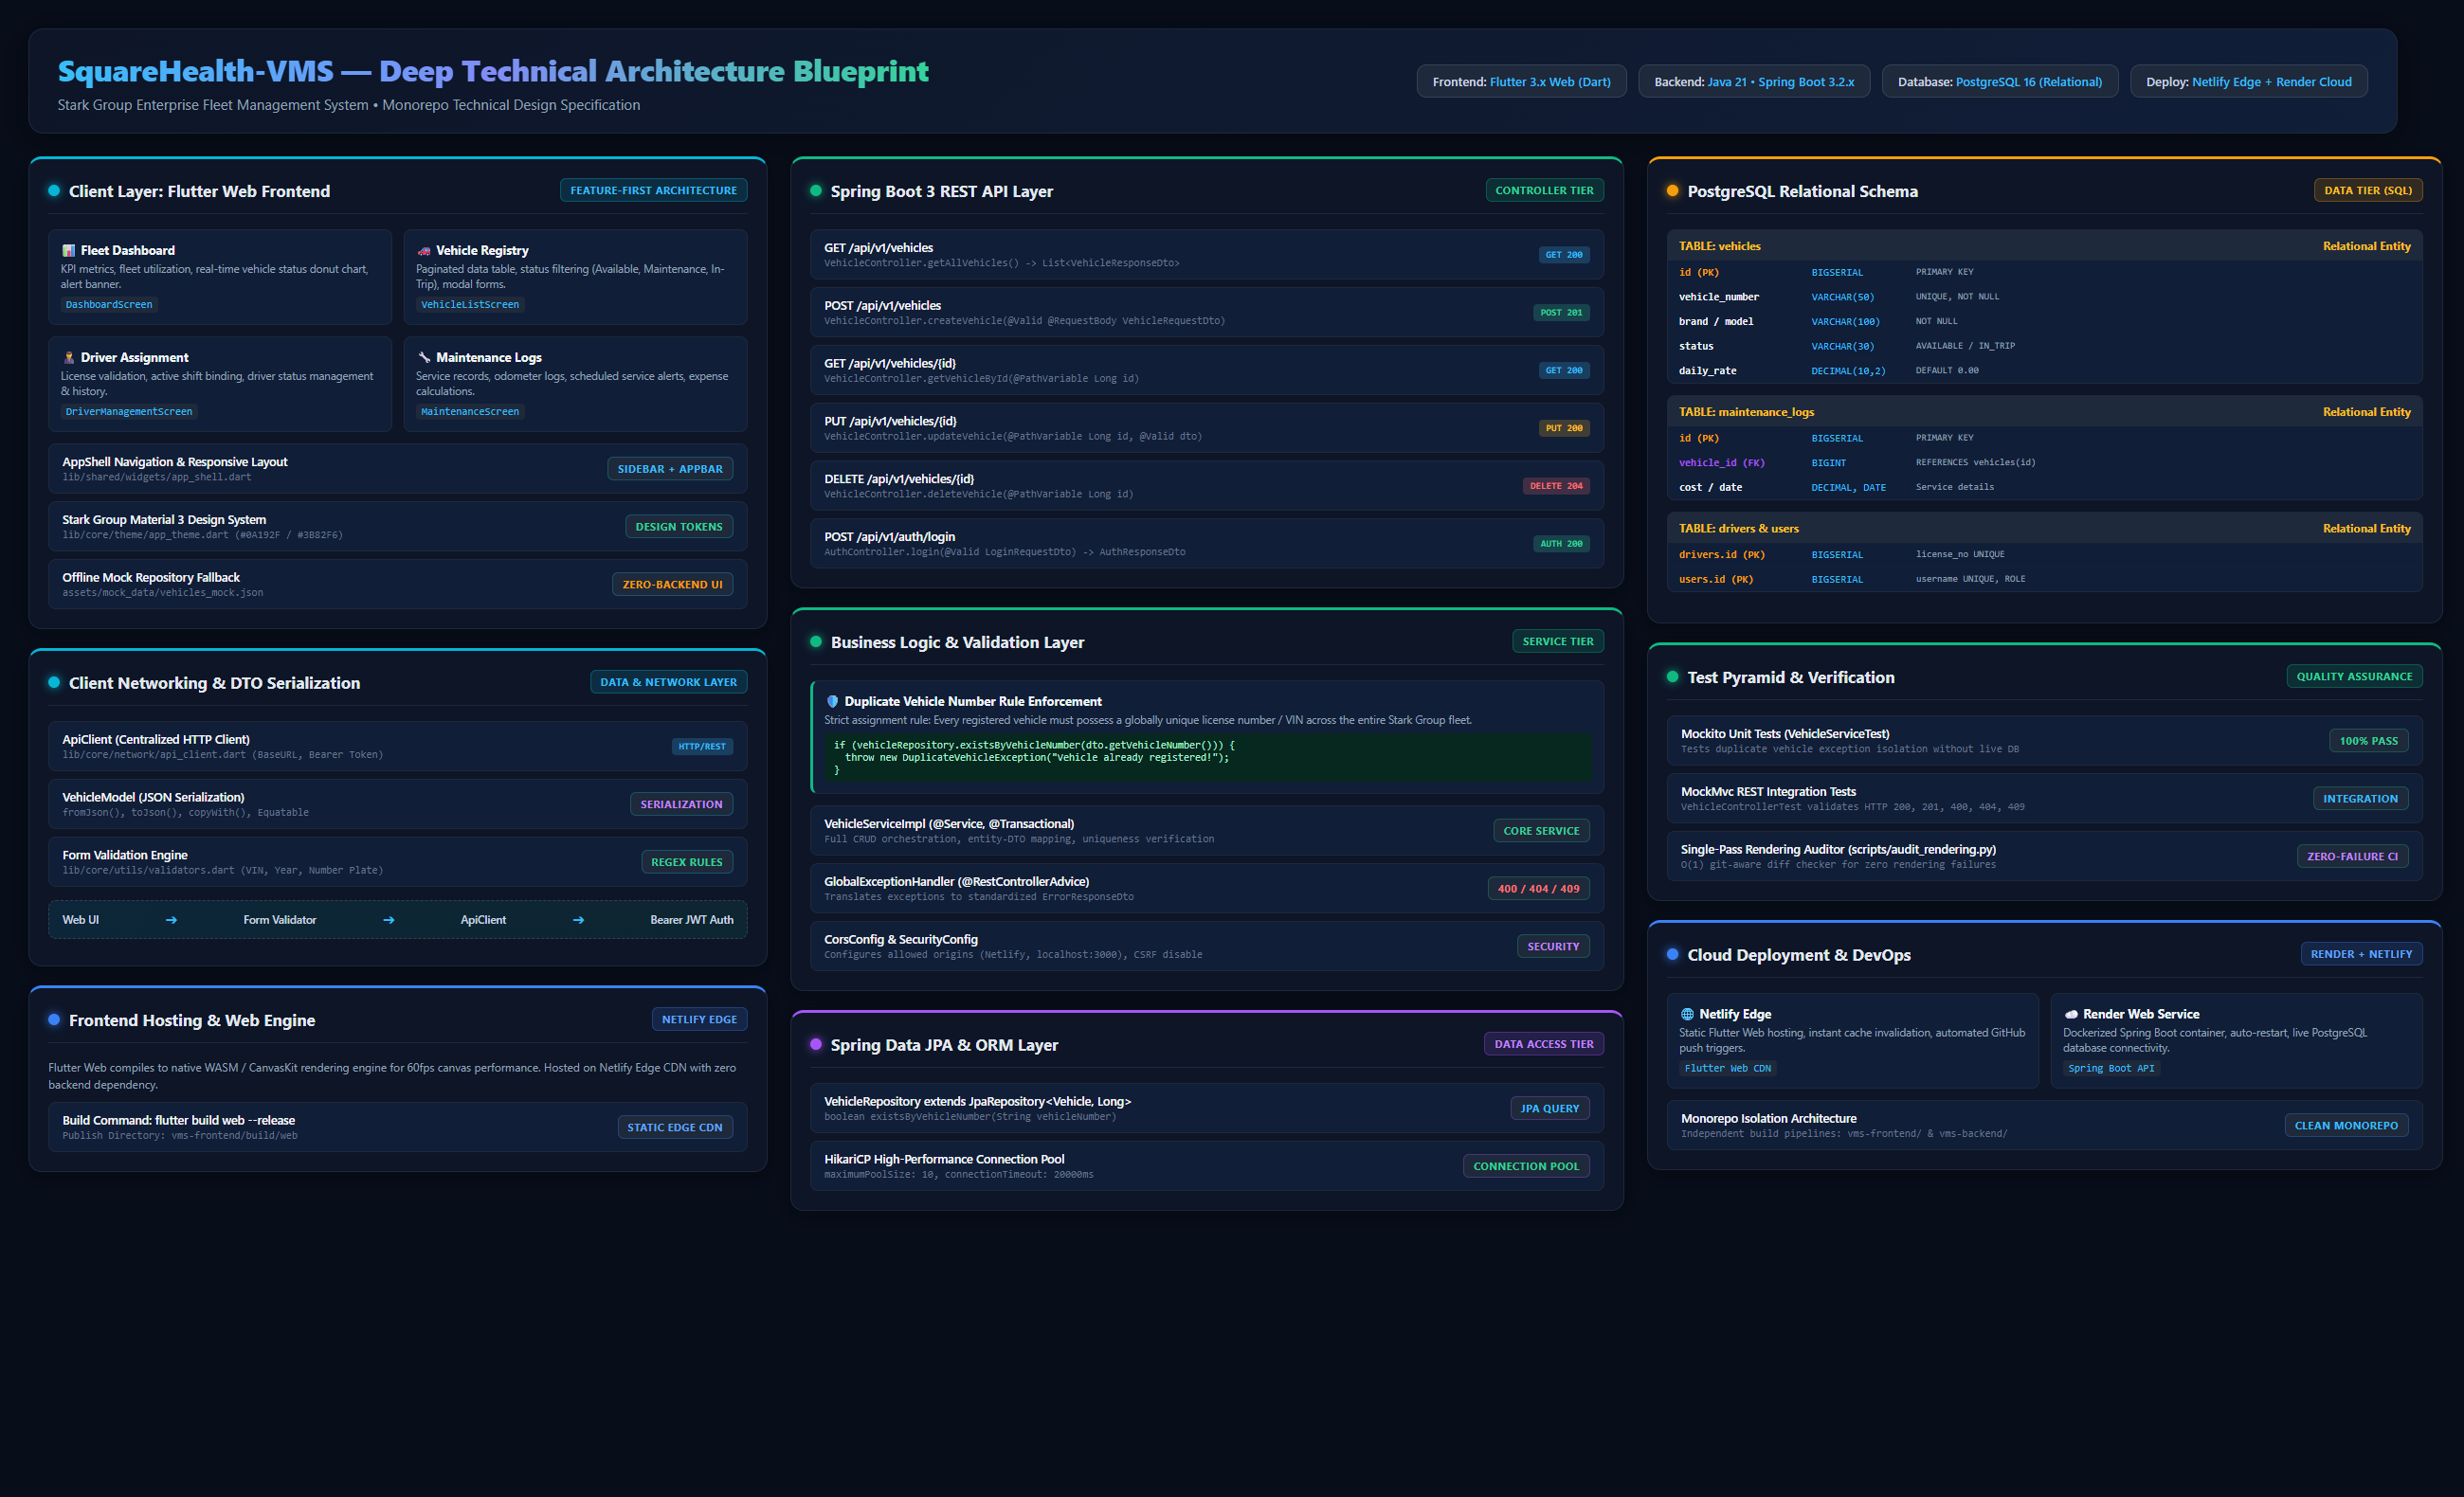 SquareHealth-VMS — Deep Technical Architecture Blueprint
Stark Group Enterprise Fleet Management System • Monorepo Technical Design Specification
Frontend: Flutter 3.x Web (Dart)
Backend: Java 21 • Spring Boot 3.2.x
Database: PostgreSQL 16 (Relational)
Deploy: Netlify Edge + Render Cloud
Client Layer: Flutter Web Frontend
FEATURE-FIRST ARCHITECTURE
Fleet Dashboard
KPI metrics, fleet utilization, real-time vehicle status donut chart,
alert banner.
DashboardScreen
Vehicle Registry
Paginated data table, status filtering (Available, Maintenance, In-
Trip), modal forms.
VehicleListScreen
Driver Assignment
License validation, active shift binding, driver status management
& history.
DriverManagementScreen
Maintenance Logs
Service records, odometer logs, scheduled service alerts, expense
calculations.
MaintenanceScreen
AppShell Navigation & Responsive Layout
lib/shared/widgets/app_shell.dart
SIDEBAR + APPBAR
Stark Group Material 3 Design System
lib/core/theme/app_theme.dart (#0A192F / #3B82F6)
DESIGN TOKENS
Offline Mock Repository Fallback
assets/mock_data/vehicles_mock.json
ZERO-BACKEND UI
Client Networking & DTO Serialization
DATA & NETWORK LAYER
ApiClient (Centralized HTTP Client)
lib/core/network/api_client.dart (BaseURL, Bearer Token)
HTTP/REST
VehicleModel (JSON Serialization)
fromJson(), toJson(), copyWith(), Equatable
SERIALIZATION
Form Validation Engine
lib/core/utils/validators.dart (VIN, Year, Number Plate)
REGEX RULES
Web UI ➔ Form Validator ➔ ApiClient ➔ Bearer JWT Auth
Frontend Hosting & Web Engine
NETLIFY EDGE
Flutter Web compiles to native WASM / CanvasKit rendering engine for 60fps canvas performance. Hosted on Netlify Edge CDN with zero
backend dependency.
Build Command: flutter build web --release
Publish Directory: vms-frontend/build/web
STATIC EDGE CDN
Spring Boot 3 REST API Layer
CONTROLLER TIER
GET /api/v1/vehicles
VehicleController.getAllVehicles() -> List<VehicleResponseDto>
GET 200
POST /api/v1/vehicles
VehicleController.createVehicle(@Valid @RequestBody VehicleRequestDto)
POST 201
GET /api/v1/vehicles/{id}
VehicleController.getVehicleById(@PathVariable Long id)
GET 200
PUT /api/v1/vehicles/{id}
VehicleController.updateVehicle(@PathVariable Long id, @Valid dto)
PUT 200
DELETE /api/v1/vehicles/{id}
VehicleController.deleteVehicle(@PathVariable Long id)
DELETE 204
POST /api/v1/auth/login
AuthController.login(@Valid LoginRequestDto) -> AuthResponseDto
AUTH 200
Business Logic & Validation Layer
SERVICE TIER
Duplicate Vehicle Number Rule Enforcement
Strict assignment rule: Every registered vehicle must possess a globally unique license number / VIN across the entire Stark Group fleet.
if (vehicleRepository.existsByVehicleNumber(dto.getVehicleNumber())) {
throw new DuplicateVehicleException("Vehicle already registered!");
}
VehicleServiceImpl (@Service, @Transactional)
Full CRUD orchestration, entity-DTO mapping, uniqueness verification
CORE SERVICE
GlobalExceptionHandler (@RestControllerAdvice)
Translates exceptions to standardized ErrorResponseDto
400 / 404 / 409
CorsConfig & SecurityConfig
Configures allowed origins (Netlify, localhost:3000), CSRF disable
SECURITY
Spring Data JPA & ORM Layer
DATA ACCESS TIER
VehicleRepository extends JpaRepository<Vehicle, Long>
boolean existsByVehicleNumber(String vehicleNumber)
JPA QUERY
HikariCP High-Performance Connection Pool
maximumPoolSize: 10, connectionTimeout: 20000ms
CONNECTION POOL
PostgreSQL Relational Schema
DATA TIER (SQL)
TABLE: vehicles Relational Entity
id (PK) BIGSERIAL PRIMARY KEY
vehicle_number VARCHAR(50) UNIQUE, NOT NULL
brand / model VARCHAR(100) NOT NULL
status VARCHAR(30) AVAILABLE / IN_TRIP
daily_rate DECIMAL(10,2) DEFAULT 0.00
TABLE: maintenance_logs Relational Entity
id (PK) BIGSERIAL PRIMARY KEY
vehicle_id (FK) BIGINT REFERENCES vehicles(id)
cost / date DECIMAL, DATE Service details
TABLE: drivers & users Relational Entity
drivers.id (PK) BIGSERIAL license_no UNIQUE
users.id (PK) BIGSERIAL username UNIQUE, ROLE
Test Pyramid & Verification
QUALITY ASSURANCE
Mockito Unit Tests (VehicleServiceTest)
Tests duplicate vehicle exception isolation without live DB
100% PASS
MockMvc REST Integration Tests
VehicleControllerTest validates HTTP 200, 201, 400, 404, 409
INTEGRATION
Single-Pass Rendering Auditor (scripts/audit_rendering.py)
O(1) git-aware diff checker for zero rendering failures
ZERO-FAILURE CI
Cloud Deployment & DevOps
RENDER + NETLIFY
Netlify Edge
Static Flutter Web hosting, instant cache invalidation, automated GitHub
push triggers.
Flutter Web CDN
Render Web Service
Dockerized Spring Boot container, auto-restart, live PostgreSQL
database connectivity.
Spring Boot API
Monorepo Isolation Architecture
Independent build pipelines: vms-frontend/ & vms-backend/
CLEAN MONOREPO